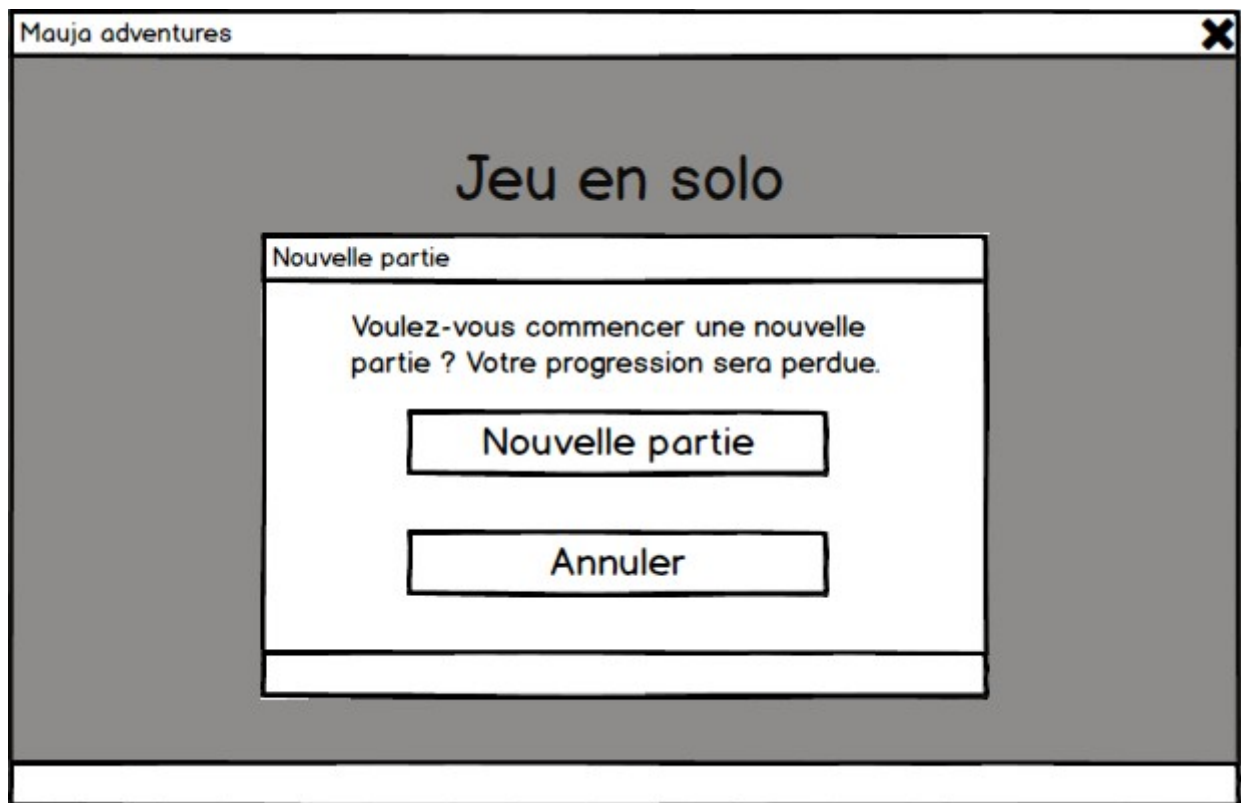 Mauja adventures
Jeu en solo
Nouvelle partie
Voulez-vous commencer une nouvelle
partie ? Votre progression sera perdue.
Nouvelle partie
Annuler